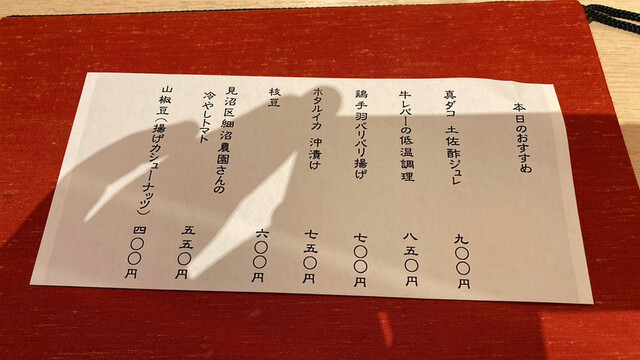 本日のおすすめ
真ダコ 土佐酢ジュレ 九〇〇円
牛レバーの低温調理 八五〇円
鶏手羽パリパリ揚げ 七〇〇円
ホタルイカ 沖漬け 七五〇円
枝豆 六〇〇円
見沼区細沼農園さんの
冷やしトマト 五五〇円
山椒豆(揚げカシューナッツ) 四〇〇円